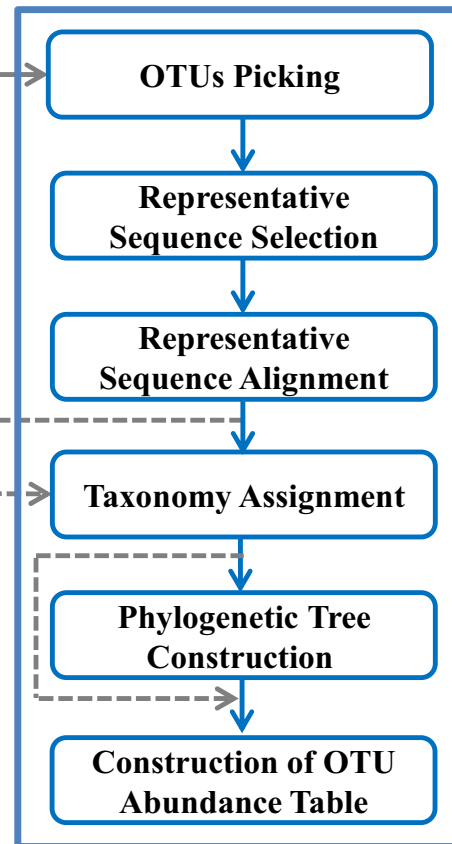 OTUs Picking
Representative
Sequence Selection
Representative
Sequence Alignment
Taxonomy Assignment
Phylogenetic Tree
Construction
Construction of OTU
Abundance Table